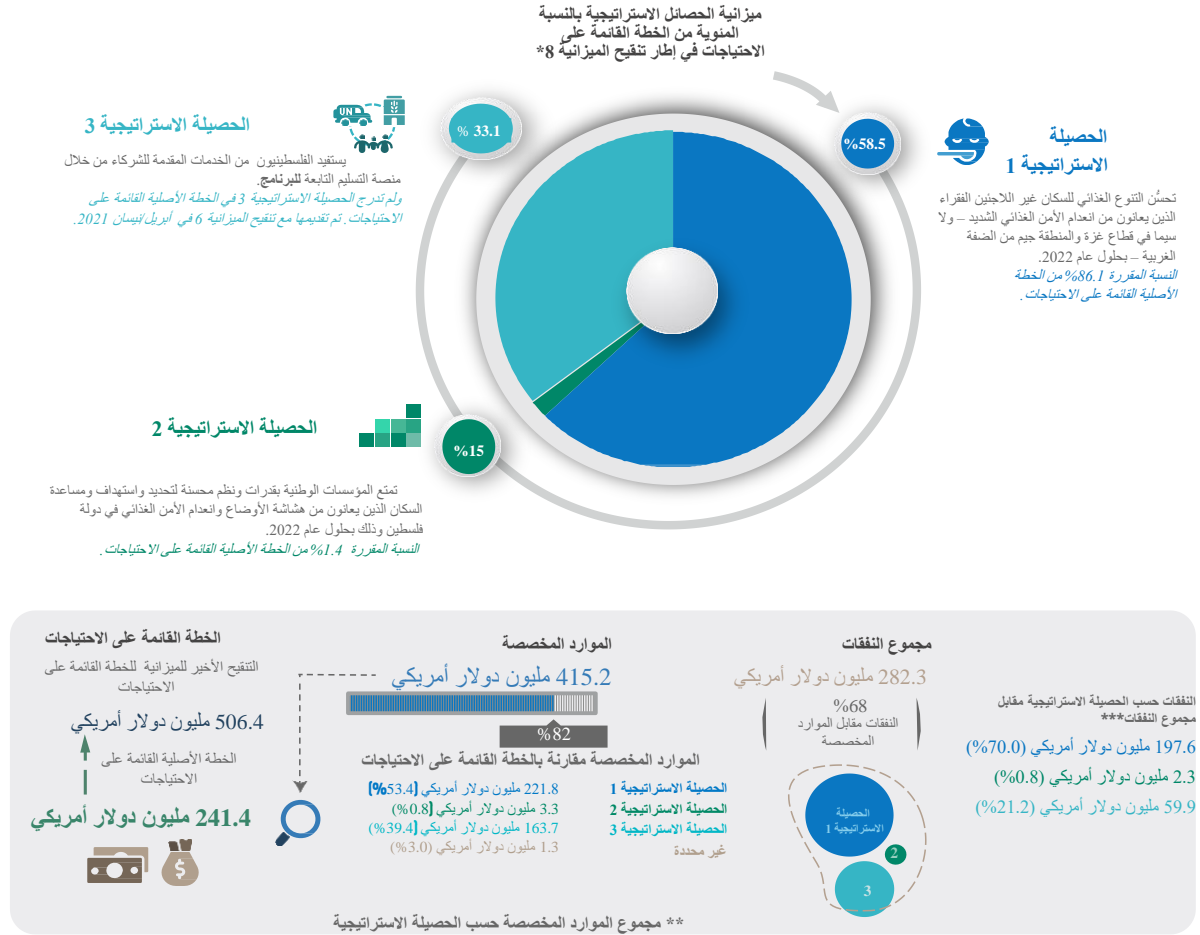 ميزانية الحصائل الاستراتيجية بالنسبة
المئوية من الخطة القائمة على
الاحتياجات في إطار تنقيح الميزانية 8*
%58.5
الحصيلة
الاستراتيجية 1
تحسُّن التنوع الغذائي للسكان غير اللاجئين الفقراء
الذين يعانون من انعدام الأمن الغذائي الشديد – ولا
سيما في قطاع غزة والمنطقة جيم من الضفة
الغربية – بحلول عام 2022.
النسبة المقررة 86.1% من الخطة
الأصلية القائمة على الاحتياجات.
% 33.1
UN
الحصيلة الاستراتيجية 3
يستفيد الفلسطينيون من الخدمات المقدمة للشركاء من خلال
منصة التسليم التابعة للبرنامج.
ولم تدرج الحصيلة الاستراتيجية 3 في الخطة الأصلية القائمة على
الاحتياجات. تم تقديمها مع تنقيح الميزانية 6 في أبريل/نيسان 2021.
%15
الحصيلة الاستراتيجية 2
تمتع المؤسسات الوطنية بقدرات ونظم محسنة لتحديد واستهداف ومساعدة
السكان الذين يعانون من هشاشة الأوضاع وانعدام الأمن الغذائي في دولة
فلسطين وذلك بحلول عام 2022.
النسبة المقررة 1.4% من الخطة الأصلية القائمة على الاحتياجات.
النفقات حسب الحصيلة الاستراتيجية مقابل
مجموع النفقات***
197.6 مليون دولار أمريكي (70.0%)
2.3 مليون دولار أمريكي (0.8%)
59.9 مليون دولار أمريكي (21.2%)
مجموع النفقات
282.3 مليون دولار أمريكي
%68
النفقات مقابل الموارد
المخصصة
الحصيلة
الاستراتيجية 1
2
3
الموارد المخصصة
415.2 مليون دولار أمريكي
%82
الموارد المخصصة مقارنة بالخطة القائمة على الاحتياجات
الحصيلة الاستراتيجية 1 221.8 مليون دولار أمريكي (53.4%)
الحصيلة الاستراتيجية 2 3.3 مليون دولار أمريكي (0.8%)
الحصيلة الاستراتيجية 3 163.7 مليون دولار أمريكي (39.4%)
غير محددة 1.3 مليون دولار أمريكي (3.0%)
الخطة القائمة على الاحتياجات
التنقيح الأخير للميزانية للخطة القائمة على
الاحتياجات
506.4 مليون دولار أمريكي
الخطة الأصلية القائمة على
الاحتياجات
241.4 مليون دولار أمريكي
$
** مجموع الموارد المخصصة حسب الحصيلة الاستراتيجية